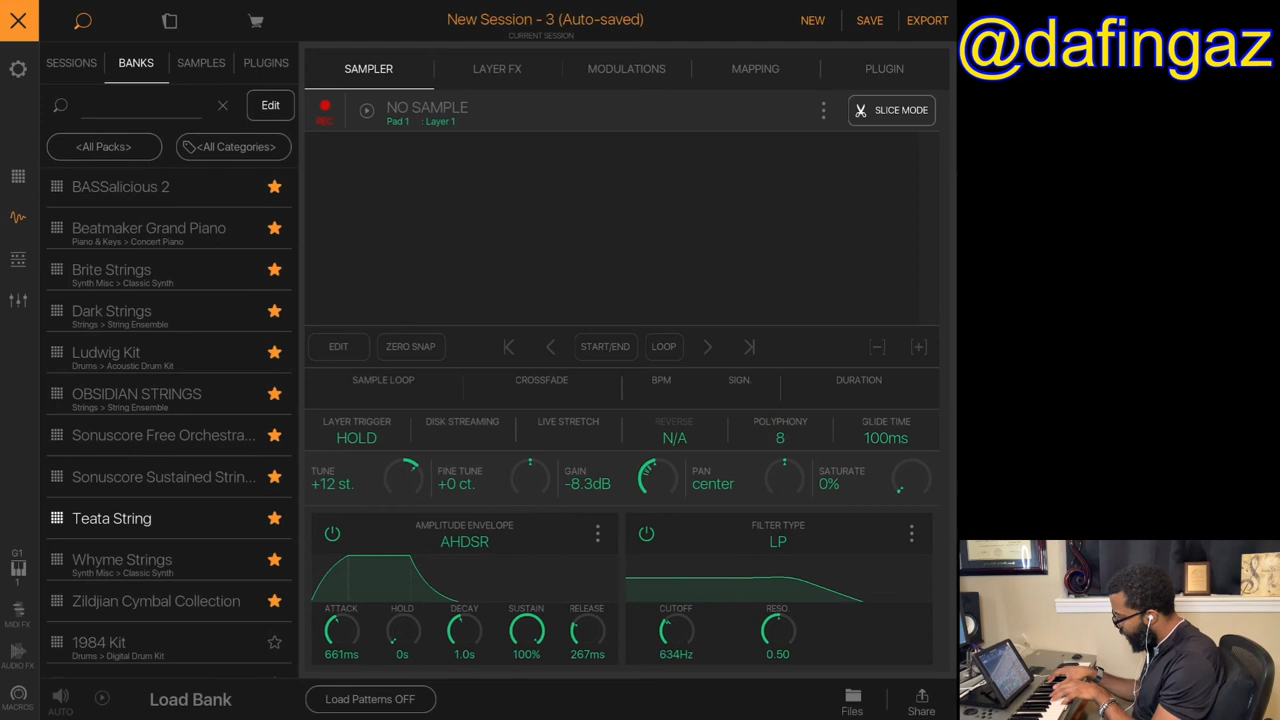 New Session - 3 (Auto-saved)
CURRENT SESSION
NEW
SAVE
EXPORT
@dafingaz
SESSIONS
BANKS
SAMPLES
PLUGINS
Edit
<All Packs>
<All Categories>
BASSalicious 2
Beatmaker Grand Piano
Piano & Keys > Concert Piano
Brite Strings
Synth Misc > Classic Synth
Dark Strings
Strings > String Ensemble
Ludwig Kit
Drums > Acoustic Drum Kit
OBSIDIAN STRINGS
Strings > String Ensemble
Sonuscore Free Orchestra...
Sonuscore Sustained Strin...
Teata String
Whyme Strings
Synth Misc > Classic Synth
Zildjian Cymbal Collection
1984 Kit
Drums > Digital Drum Kit
SAMPLER
LAYER FX
MODULATIONS
MAPPING
PLUGIN
REC
NO SAMPLE
Pad 1 : Layer 1
SLICE MODE
EDIT
ZERO SNAP
START/END
LOOP
SAMPLE LOOP
CROSSFADE
BPM
SIGN.
DURATION
LAYER TRIGGER
HOLD
DISK STREAMING
LIVE STRETCH
REVERSE
N/A
POLYPHONY
8
GLIDE TIME
100ms
TUNE
+12 st.
FINE TUNE
+0 ct.
GAIN
-8.3dB
PAN
center
SATURATE
0%
AMPLITUDE ENVELOPE
AHDSR
ATTACK
661ms
HOLD
0s
DECAY
1.0s
SUSTAIN
100%
RELEASE
267ms
FILTER TYPE
LP
CUTOFF
634Hz
RESO.
0.50
G1
1
MIDI FX
AUDIO FX
MACROS
AUTO
Load Bank
Load Patterns OFF
Files
Share